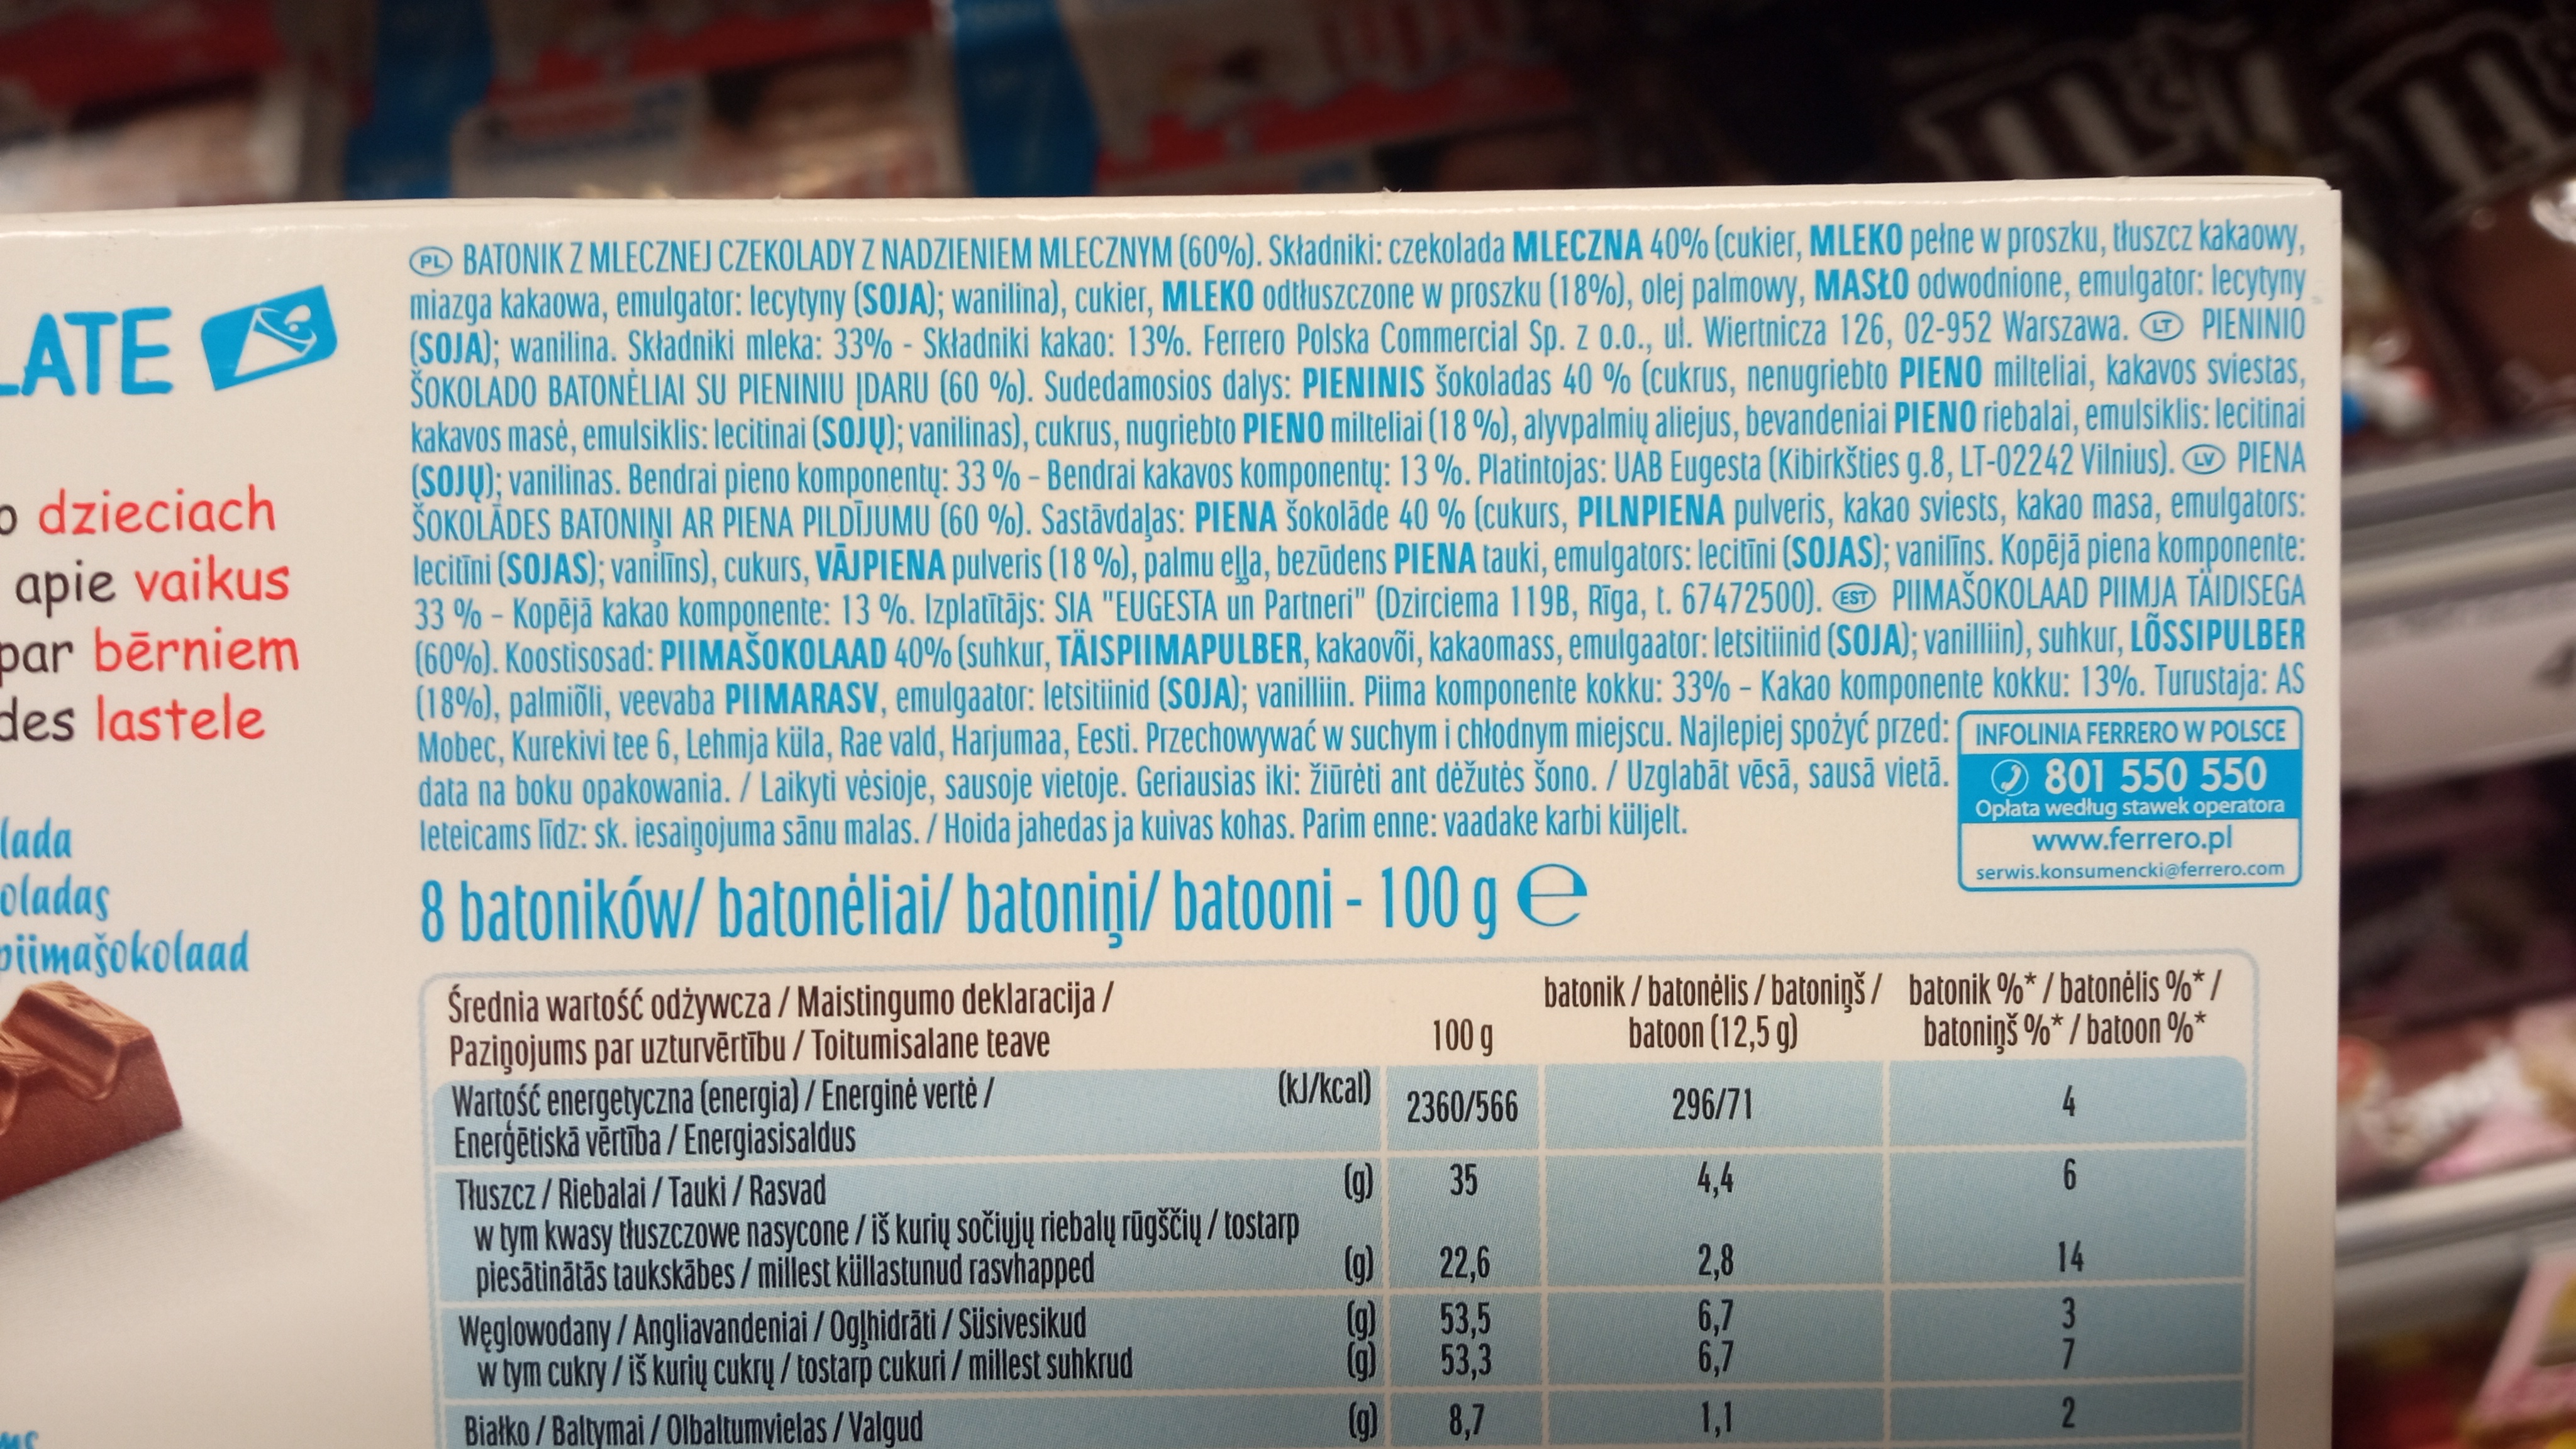 LATE
dzieciach
apie vaikus
par bērniem
des lastele
lada
oladas
piimašokolaad
PL BATONIK Z MLECZNEJ CZEKOLADY Z NADZIENIEM MLECZNYM (60%). Składniki: czekolada MLECZNA 40% (cukier, MLEKO pełne w proszku, tłuszcz kakaowy,
miazga kakaowa, emulgator: lecytyny (SOJA); wanilina), cukier, MLEKO odtłuszczone w proszku (18%), olej palmowy, MASŁO odwodnione, emulgator: lecytyny
(SOJA); wanilina. Składniki mleka: 33% - Składniki kakao: 13%. Ferrero Polska Commercial Sp. z o.o., ul. Wiertnicza 126, 02-952 Warszawa. LT PIENINIO
ŠOKOLADO BATONĖLIAI SU PIENINIU ĮDARU (60 %). Sudedamosios dalys: PIENINIS šokoladas 40 % (cukrus, nenugriebto PIENO milteliai, kakavos sviestas,
kakavos masė, emulsiklis: lecitinai (SOJŲ); vanilinas), cukrus, nugriebto PIENO milteliai (18 %), alyvpalmių aliejus, bevandeniai PIENO riebalai, emulsiklis: lecitinai
(SOJŲ); vanilinas. Bendrai pieno komponentų: 33 % – Bendrai kakavos komponentų: 13 %. Platintojas: UAB Eugesta (Kibirkšties g.8, LT-02242 Vilnius). LV PIENA
ŠOKOLĀDES BATONIŅI AR PIENA PILDĪJUMU (60 %). Sastāvdaļas: PIENA šokolāde 40 % (cukurs, PILNPIENA pulveris, kakao sviests, kakao masa, emulgators:
lecitīni (SOJAS); vanilīns), cukurs, VĀJPIENA pulveris (18 %), palmu eļļa, bezūdens PIENA tauki, emulgators: lecitīni (SOJAS); vanilīns. Kopējā piena komponente:
33 % – Kopējā kakao komponente: 13 %. Izplatītājs: SIA "EUGESTA un Partneri" (Dzirciema 119B, Rīga, t. 67472500). EST PIIMAŠOKOLAAD PIIMJA TÄIDISEGA
(60%). Koostisosad: PIIMAŠOKOLAAD 40% (suhkur, TÄISPIIMAPULBER, kakaovõi, kakaomass, emulgaator: letsitiinid (SOJA); vanilliin), suhkur, LÕSSIPULBER
(18%), palmiõli, veevaba PIIMARASV, emulgaator: letsitiinid (SOJA); vanilliin. Piima komponente kokku: 33% – Kakao komponente kokku: 13%. Turustaja: AS
Mobec, Kurekivi tee 6, Lehmja küla, Rae vald, Harjumaa, Eesti. Przechowywać w suchym i chłodnym miejscu. Najlepiej spożyć przed:
data na boku opakowania. / Laikyti vėsioje, sausoje vietoje. Geriausias iki: žiūrėti ant dėžutės šono. / Uzglabāt vēsā, sausā vietā.
Ieteicams līdz: sk. iesaiņojuma sānu malas. / Hoida jahedas ja kuivas kohas. Parim enne: vaadake karbi küljelt.
INFOLINIA FERRERO W POLSCE
801 550 550
Opłata według stawek operatora
www.ferrero.pl
serwis.konsumencki@ferrero.com
8 batoników/ batonėliai/ batoniņi/ batooni - 100 g ℮
Średnia wartość odżywcza / Maistingumo deklaracija /
Paziņojums par uzturvērtību / Toitumisalane teave
100 g
batonik / batonėlis / batoniņš /
batoon (12,5 g)
batonik %* / batonėlis %* /
batoniņš %* / batoon %*
Wartość energetyczna (energia) / Energinė vertė / (kJ/kcal) 2360/566 296/71 4
Enerģētiskā vērtība / Energiasisaldus
Tłuszcz / Riebalai / Tauki / Rasvad (g) 35 4,4 6
w tym kwasy tłuszczowe nasycone / iš kurių sočiųjų riebalų rūgščių / tostarp
piesātinātās taukskābes / millest küllastunud rasvhapped (g) 22,6 2,8 14
Węglowodany / Angliavandeniai / Ogļhidrāti / Süsivesikud (g) 53,5 6,7 3
w tym cukry / iš kurių cukrų / tostarp cukuri / millest suhkrud (g) 53,3 6,7 7
Białko / Baltymai / Olbaltumvielas / Valgud (g) 8,7 1,1 2